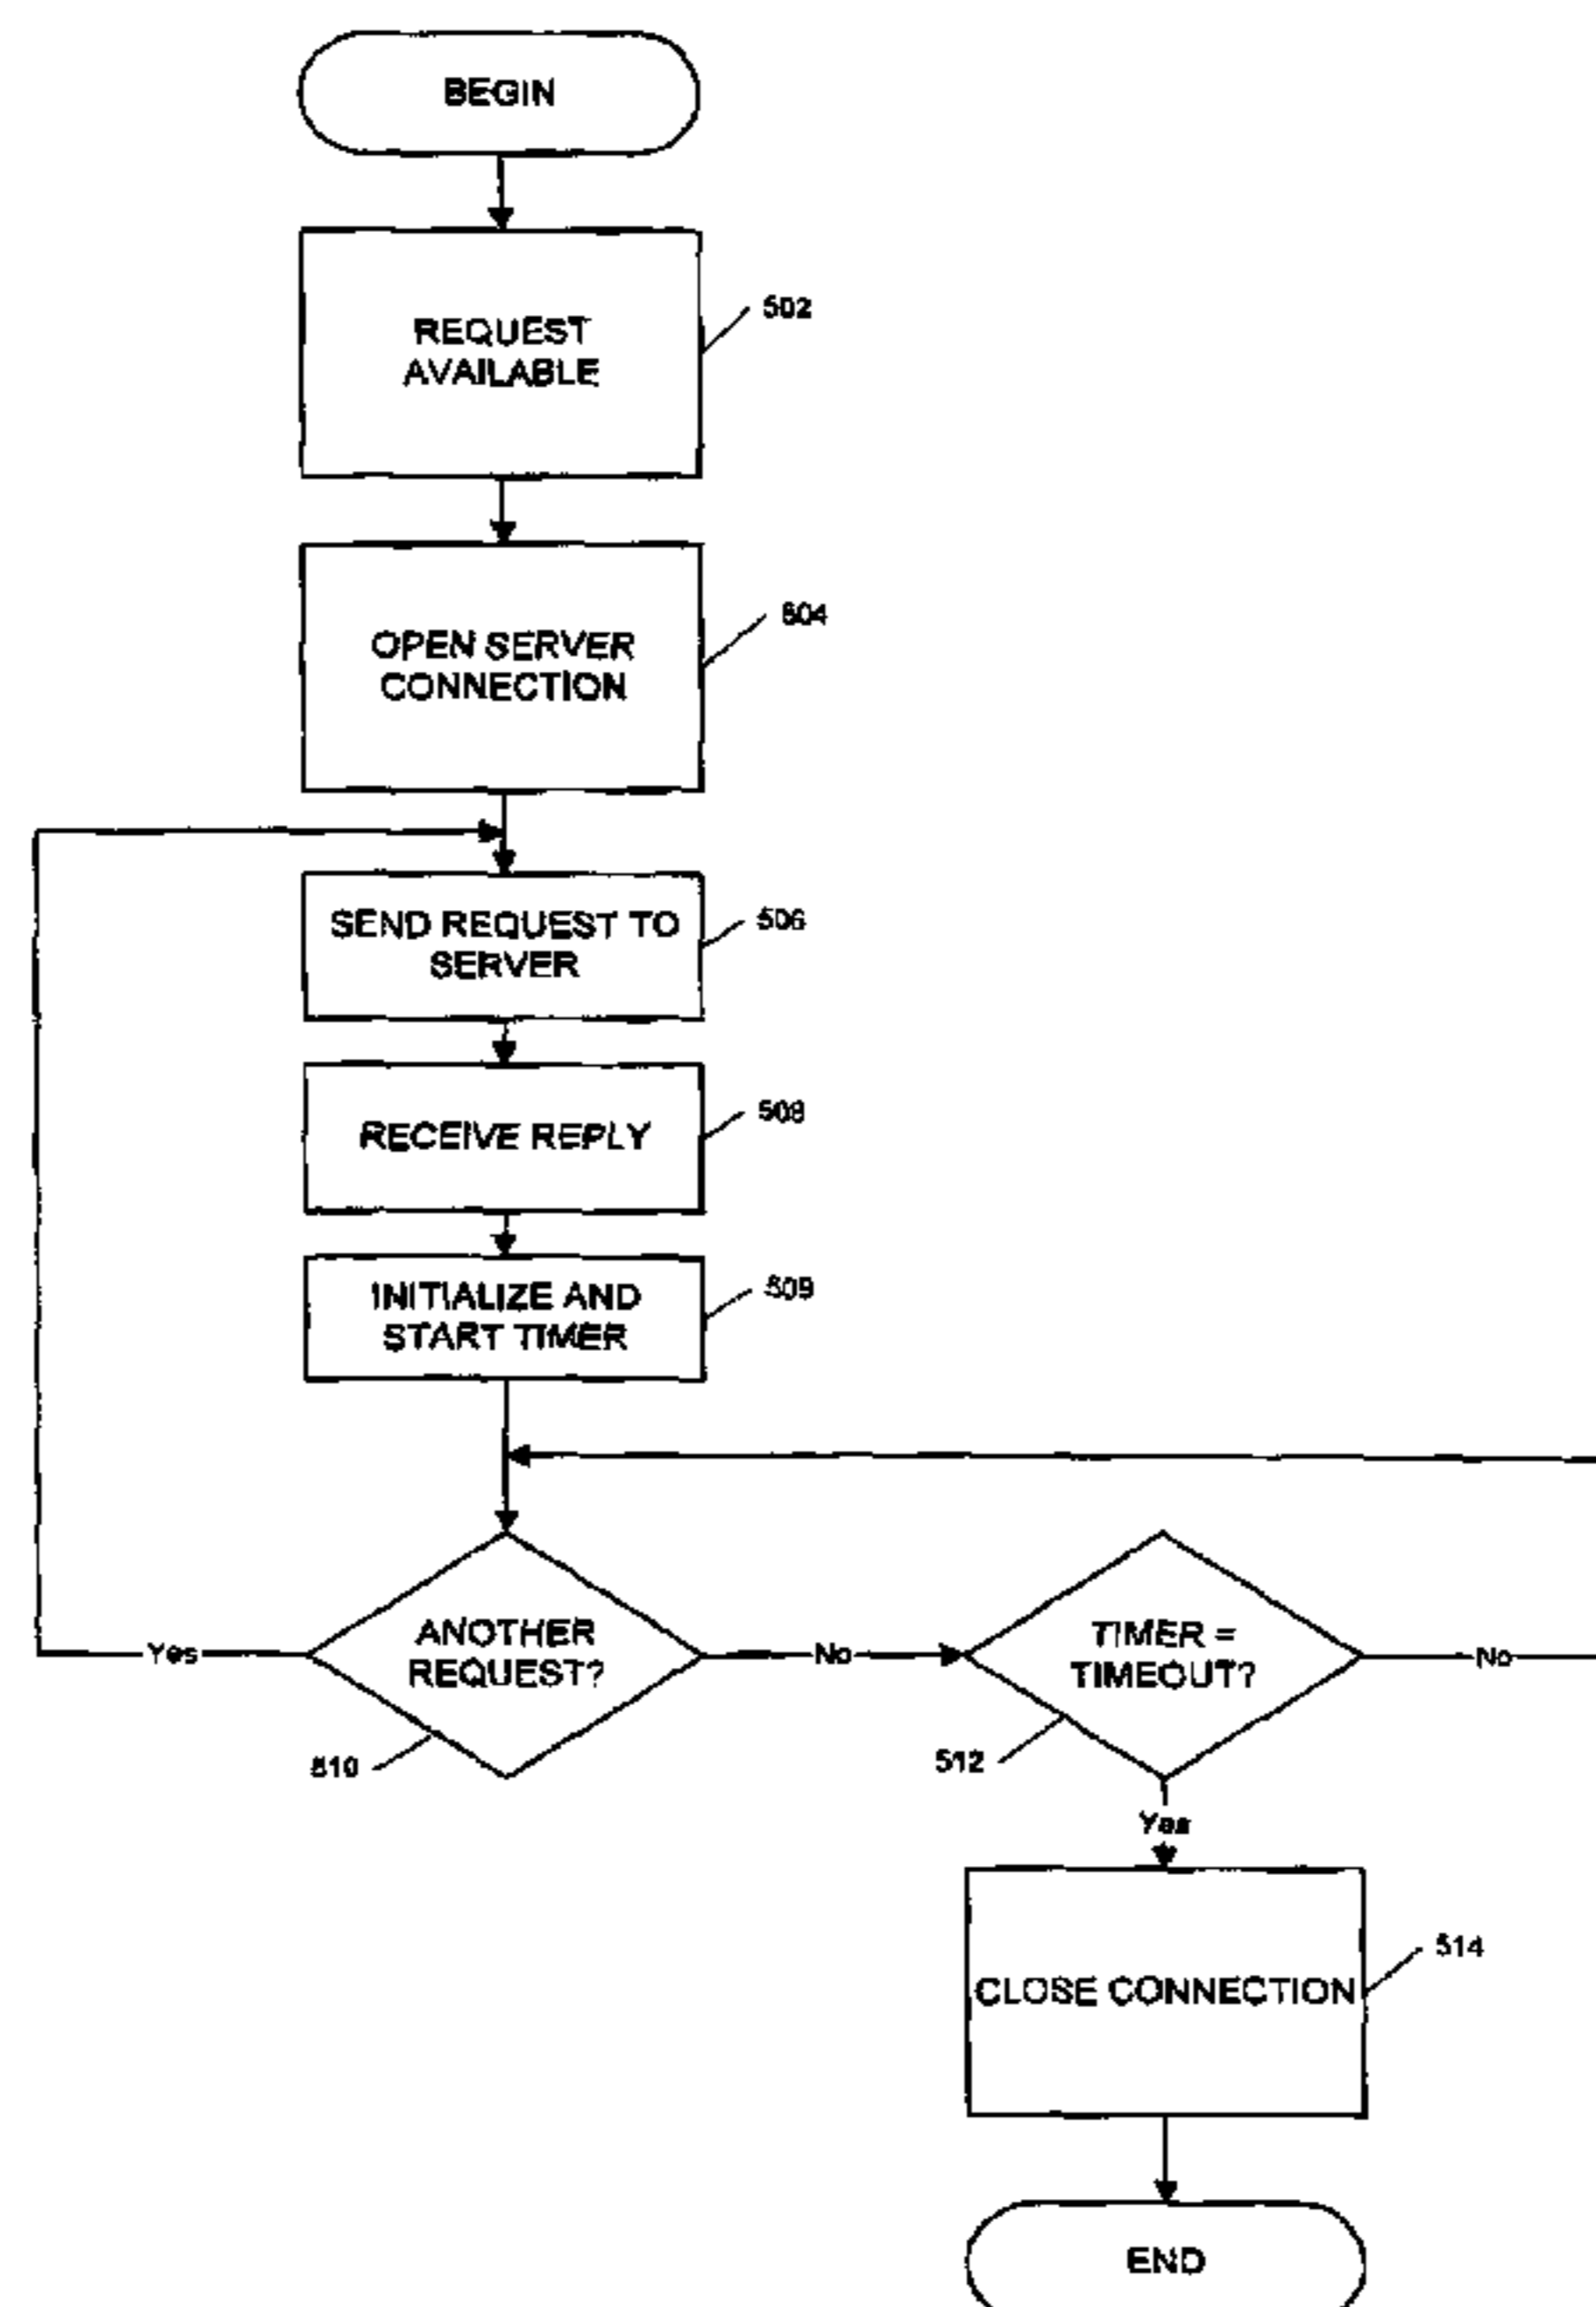 BEGIN
REQUEST
AVAILABLE
502
OPEN SERVER
CONNECTION
504
SEND REQUEST TO
SERVER
506
RECEIVE REPLY
508
INITIALIZE AND
START TIMER
509
ANOTHER
REQUEST?
Yes
No
510
TIMER =
TIMEOUT?
No
512
Yes
CLOSE CONNECTION
514
END